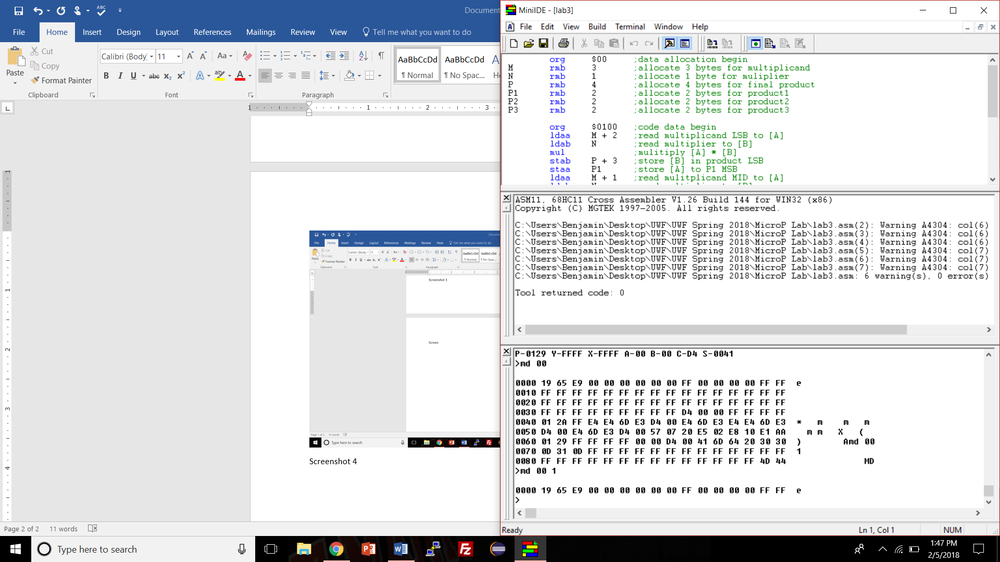 Document
File Home Insert Design Layout References Mailings Review View Tell me what you want to do
Paste
Cut
Copy
Format Painter
Clipboard
Calibri (Body) 11
Font
Paragraph
AaBbCcDd AaBbCcDd
¶ Normal ¶ No Spac...
Screenshot 3
Screen
Screenshot 4
Page 2 of 2 11 words
MiniIDE - [lab3]
File Edit View Build Terminal Window Help
org $00 ;data allocation begin
M rmb 3 ;allocate 3 bytes for multiplicand
N rmb 1 ;allocate 1 byte for muliplier
P rmb 4 ;allocate 4 bytes for final product
P1 rmb 2 ;allocate 2 bytes for product1
P2 rmb 2 ;allocate 2 bytes for product2
P3 rmb 2 ;allocate 2 bytes for product3
org $0100 ;code data begin
ldaa M + 2 ;read multiplicand LSB to [A]
ldab N ;read multiplier to [B]
mul ;mulitiply [A] * [B]
stab P + 3 ;store [B] in product LSB
staa P1 ;store [A] to P1 MSB
ldaa M + 1 ;read mulitplicand MID to [A]
ASM11, 68HC11 Cross Assembler V1.26 Build 144 for WIN32 (x86)
Copyright (C) MGTEK 1997-2005. All rights reserved.
C:\Users\Benjamin\Desktop\UWF\UWF Spring 2018\MicroP Lab\lab3.asm(2): Warning A4304: col(6)
C:\Users\Benjamin\Desktop\UWF\UWF Spring 2018\MicroP Lab\lab3.asm(3): Warning A4304: col(6)
C:\Users\Benjamin\Desktop\UWF\UWF Spring 2018\MicroP Lab\lab3.asm(4): Warning A4304: col(6)
C:\Users\Benjamin\Desktop\UWF\UWF Spring 2018\MicroP Lab\lab3.asm(5): Warning A4304: col(7)
C:\Users\Benjamin\Desktop\UWF\UWF Spring 2018\MicroP Lab\lab3.asm(6): Warning A4304: col(7)
C:\Users\Benjamin\Desktop\UWF\UWF Spring 2018\MicroP Lab\lab3.asm(7): Warning A4304: col(7)
C:\Users\Benjamin\Desktop\UWF\UWF Spring 2018\MicroP Lab\lab3.asm: 6 warning(s), 0 error(s)
Tool returned code: 0
P-0129 Y-FFFF X-FFFF A-00 B-00 C-D4 S-0041
>md 00
0000 19 65 E9 00 00 00 00 00 00 FF 00 00 00 00 FF FF e
0010 FF FF FF FF FF FF FF FF FF FF FF FF FF FF FF FF
0020 FF FF FF FF FF FF FF FF FF FF FF FF FF FF FF FF
0030 FF FF FF FF FF FF FF FF FF D4 00 00 FF FF FF FF
0040 01 2A FF E4 E4 6D E3 D4 00 E4 6D E3 E4 E4 6D E3 * m m m
0050 D4 00 E4 6D E3 D4 00 57 07 20 E5 02 E8 10 E1 AA m m X (
0060 01 29 FF FF FF FF 00 00 D4 00 41 6D 64 20 30 30 ) Amd 00
0070 0D 31 0D FF FF FF FF FF FF FF FF FF FF FF FF FF 1
0080 FF FF FF FF FF FF FF FF FF FF FF FF FF FF 4D 44 MD
>md 00 1
0000 19 65 E9 00 00 00 00 00 00 FF 00 00 00 00 FF FF e
>
Ready Ln 1, Col 1 NUM
Type here to search
1:47 PM
2/5/2018